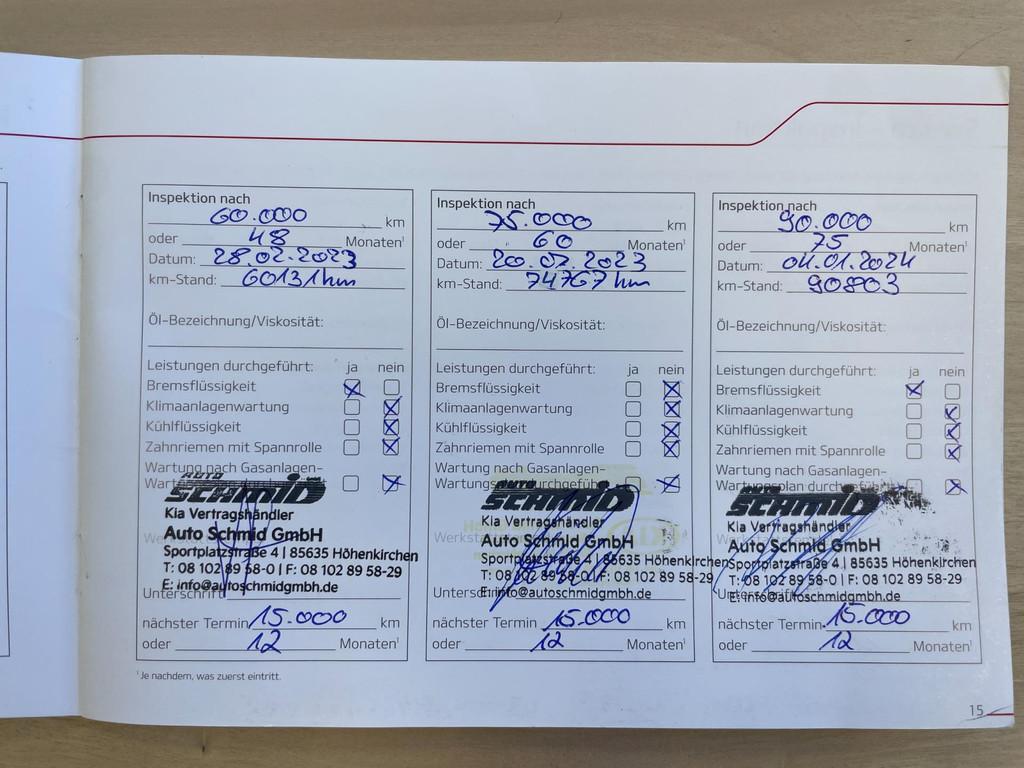 Inspektion nach
60.000 km
oder 48 Monaten¹
Datum: 28.02.2023
km-Stand: 60131 km
Öl-Bezeichnung/Viskosität:
Leistungen durchgeführt: ja nein
Bremsflüssigkeit
Klimaanlagenwartung
Kühlflüssigkeit
Zahnriemen mit Spannrolle
Wartung nach Gasanlagen-
AUTO
SCHMID
Kia Vertragshändler
Auto Schmid GmbH
Sportplatzstraße 4 | 85635 Höhenkirchen
T: 08 102 89 58-0 | F: 08 102 89 58-29
E: info@autoschmidgmbh.de
Unterschrift
nächster Termin 15.000 km
oder 12 Monaten¹
Inspektion nach
75.000 km
oder 60 Monaten¹
Datum: 20.07.2023
km-Stand: 74767 km
Öl-Bezeichnung/Viskosität:
Leistungen durchgeführt: ja nein
Bremsflüssigkeit
Klimaanlagenwartung
Kühlflüssigkeit
Zahnriemen mit Spannrolle
Wartung nach Gasanlagen-
AUTO
SCHMID
Kia Vertragshändler
Auto Schmid GmbH
Sportplatzstraße 4 | 85635 Höhenkirchen
T: 08 102 89 58-0 | F: 08 102 89 58-29
E: info@autoschmidgmbh.de
nächster Termin 15.000 km
oder 12 Monaten¹
Inspektion nach
90.000 km
oder 75 Monaten¹
Datum: 04.01.2024
km-Stand: 90803
Öl-Bezeichnung/Viskosität:
Leistungen durchgeführt: ja nein
Bremsflüssigkeit
Klimaanlagenwartung
Kühlflüssigkeit
Zahnriemen mit Spannrolle
Wartung nach Gasanlagen-
Wartungsplan durchgeführt
AUTO
SCHMID
Kia Vertragshändler
Auto Schmid GmbH
Sportplatzstraße 4 | 85635 Höhenkirchen
T: 08 102 89 58-0 | F: 08 102 89 58-29
E: info@autoschmidgmbh.de
nächster Termin 15.000 km
oder 12 Monaten¹
¹ Je nachdem, was zuerst eintritt.
15